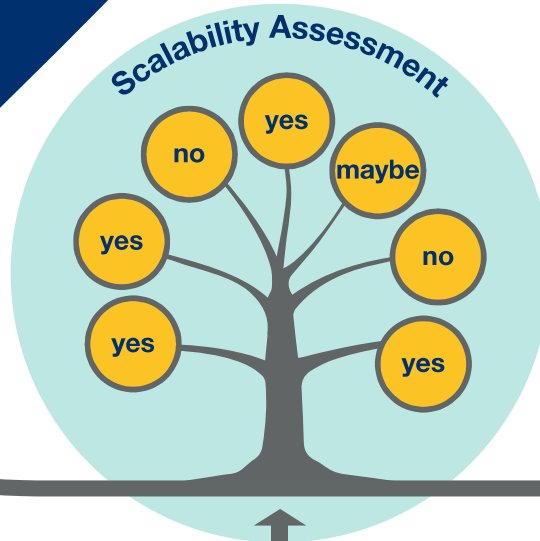 Scalability Assessment
yes
no
maybe
yes
no
yes
yes